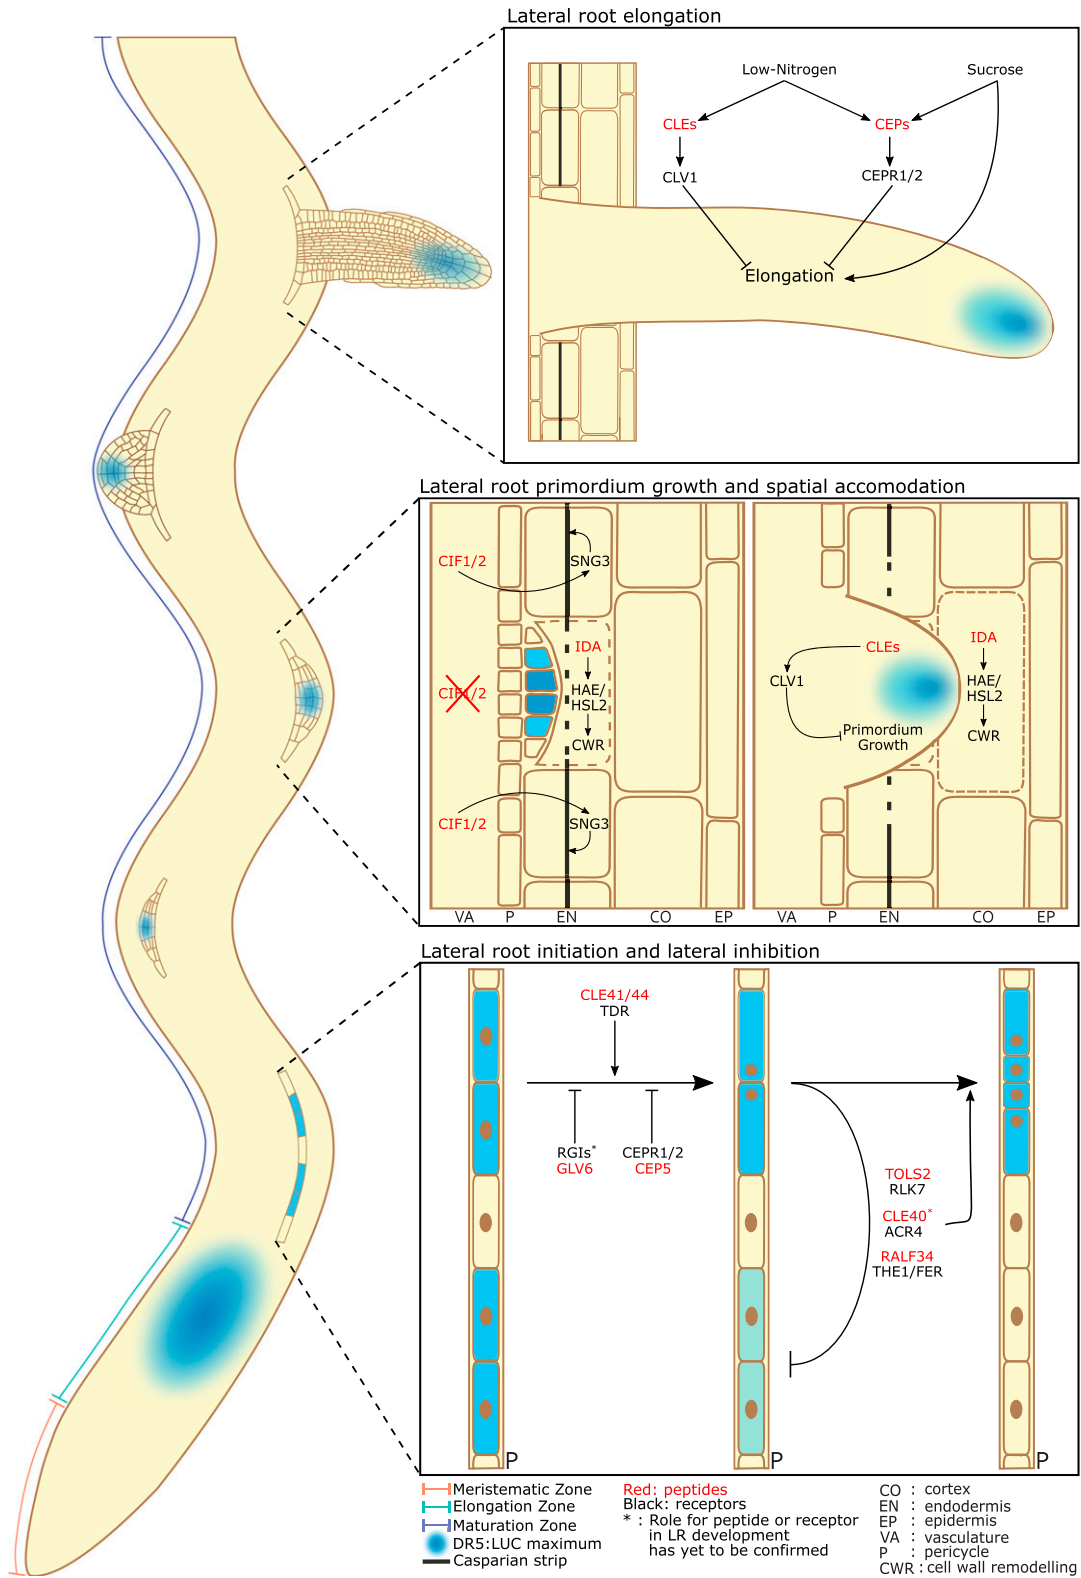 Lateral root elongation
Low-Nitrogen
Sucrose
CLEs
CEPs
CLV1
CEPR1/2
Elongation
Lateral root primordium growth and spatial accomodation
CIF1/2
SNG3
IDA
HAE/
HSL2
CWR
CIF1/2
CIF1/2
SNG3
VA
P
EN
CO
EP
CLEs
CLV1
Primordium
Growth
IDA
HAE/
HSL2
CWR
VA
P
EN
CO
EP
Lateral root initiation and lateral inhibition
CLE41/44
TDR
RGIs*
GLV6
CEPR1/2
CEP5
TOLS2
RLK7
CLE40*
ACR4
RALF34
THE1/FER
P
P
P
Meristematic Zone
Elongation Zone
Maturation Zone
DR5:LUC maximum
Casparian strip
Red: peptides
Black: receptors
* : Role for peptide or receptor
in LR development
has yet to be confirmed
CO : cortex
EN : endodermis
EP : epidermis
VA : vasculature
P : pericycle
CWR : cell wall remodelling